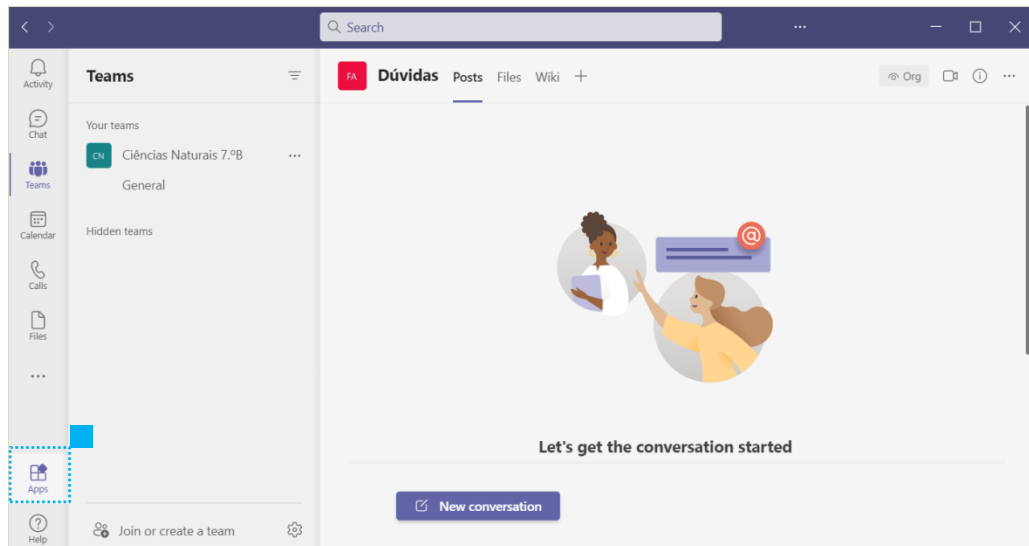 Search
Activity
Chat
Teams
Calendar
Calls
Files
Apps
Help
Teams
Your teams
CN Ciências Naturais 7.ºB
General
Hidden teams
Join or create a team
FA Dúvidas Posts Files Wiki
Org
@
Let's get the conversation started
New conversation